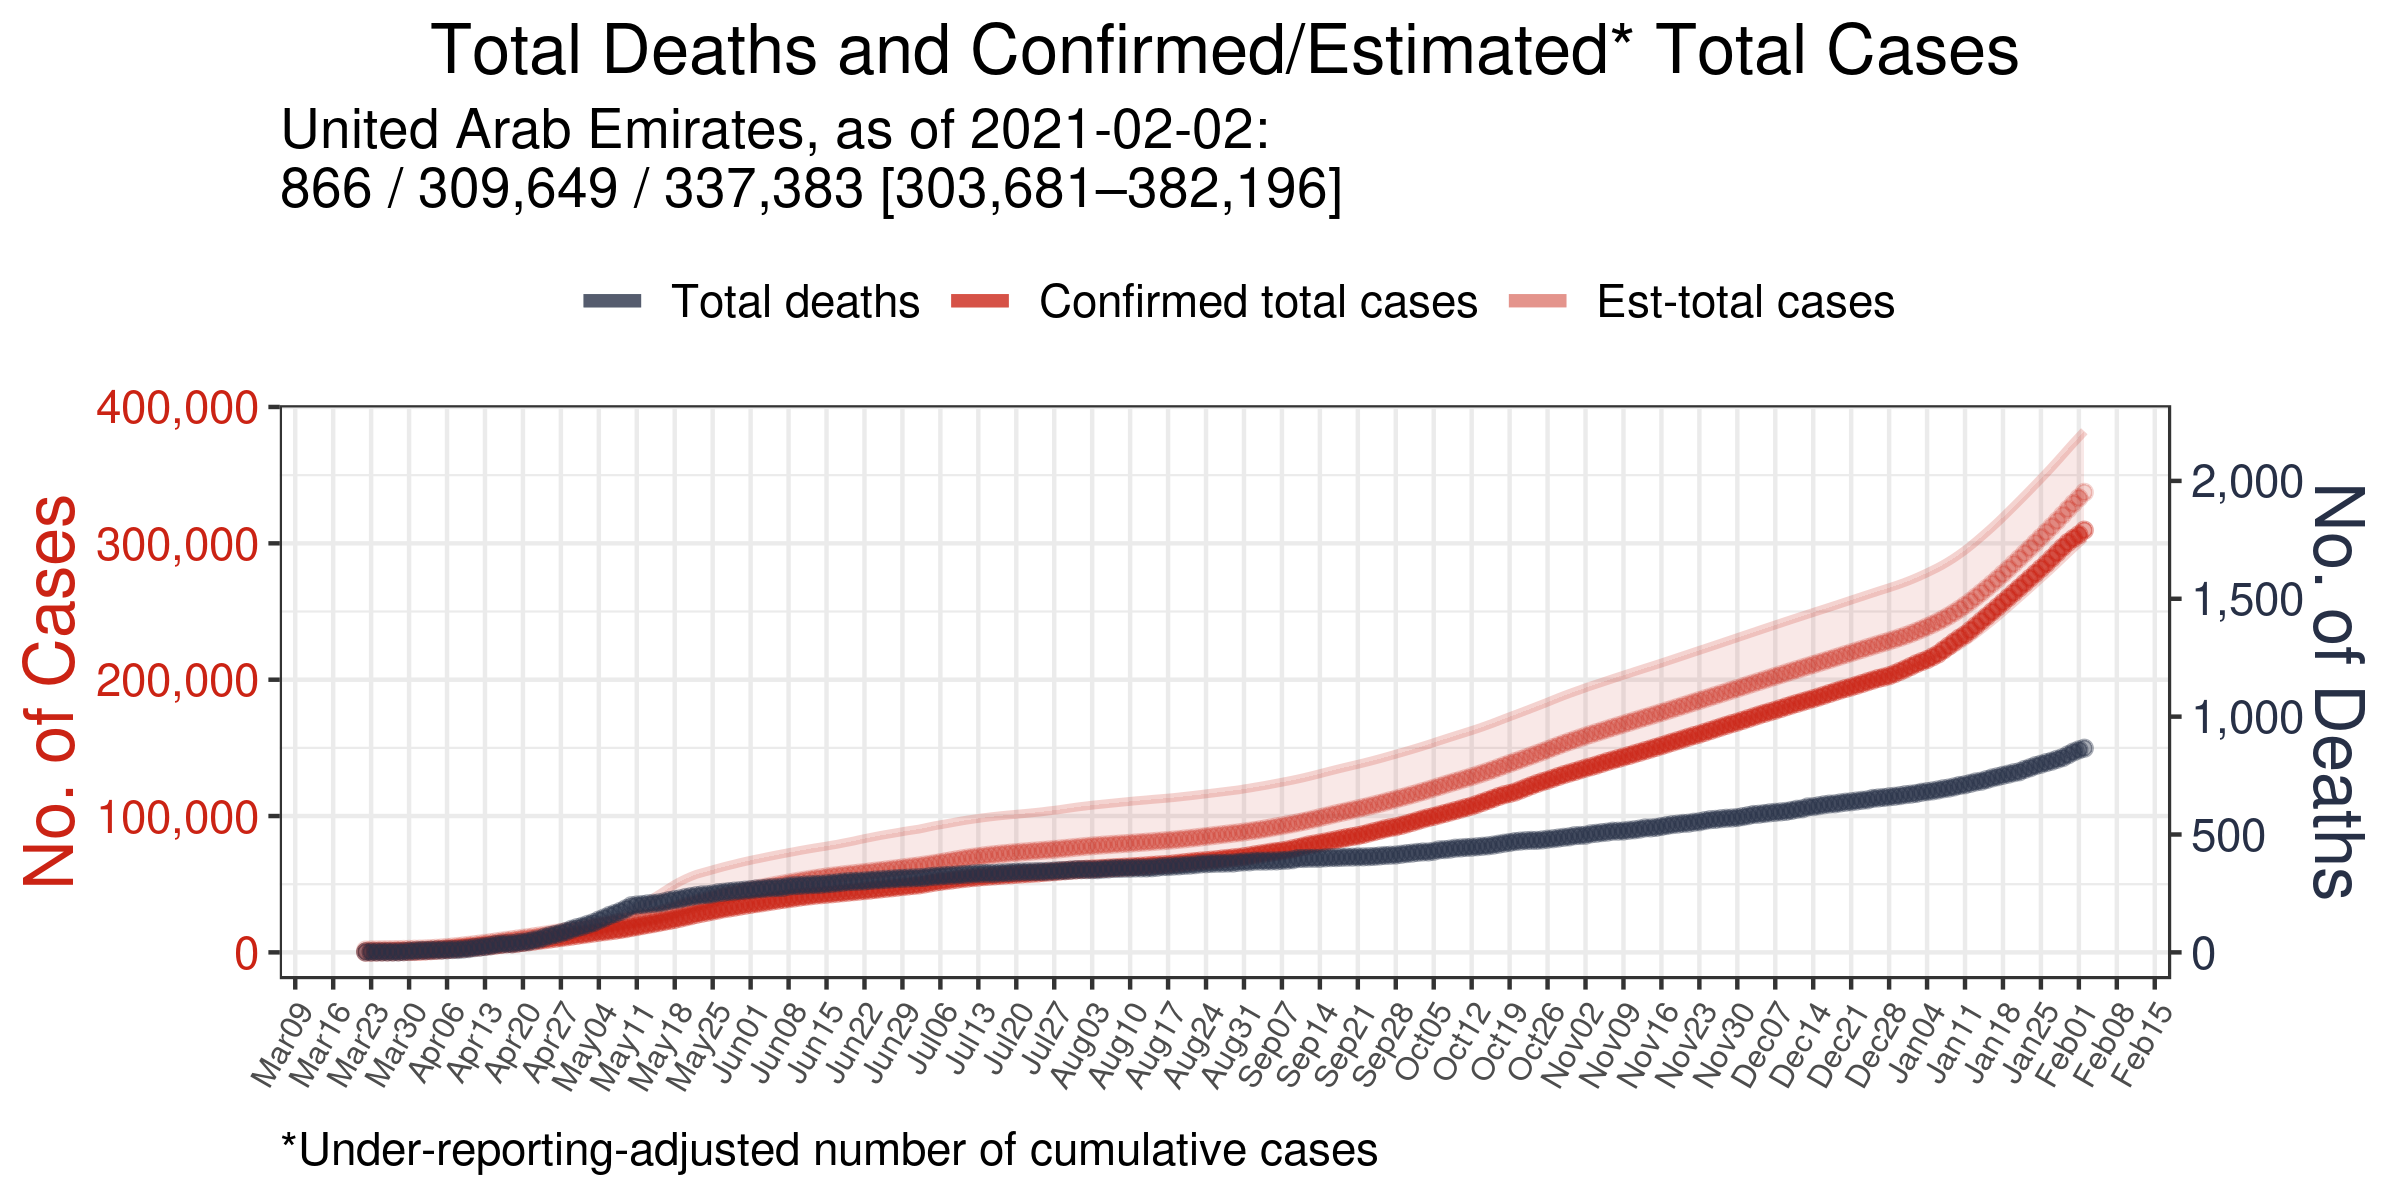 Total Deaths and Confirmed/Estimated* Total Cases
United Arab Emirates, as of 2021-02-02:
866 / 309,649 / 337,383 [303,681–382,196]
Total deaths
Confirmed total cases
Est-total cases
No. of Cases
400,000
300,000
200,000
100,000
0
2,000
1,500
1,000
500
0
No. of Deaths
Mar09
Mar16
Mar23
Mar30
Apr06
Apr13
Apr20
Apr27
May04
May11
May18
May25
Jun01
Jun08
Jun15
Jun22
Jun29
Jul06
Jul13
Jul20
Jul27
Aug03
Aug10
Aug17
Aug24
Aug31
Sep07
Sep14
Sep21
Sep28
Oct05
Oct12
Oct19
Oct26
Nov02
Nov09
Nov16
Nov23
Nov30
Dec07
Dec14
Dec21
Dec28
Jan04
Jan11
Jan18
Jan25
Feb01
Feb08
Feb15
*Under-reporting-adjusted number of cumulative cases